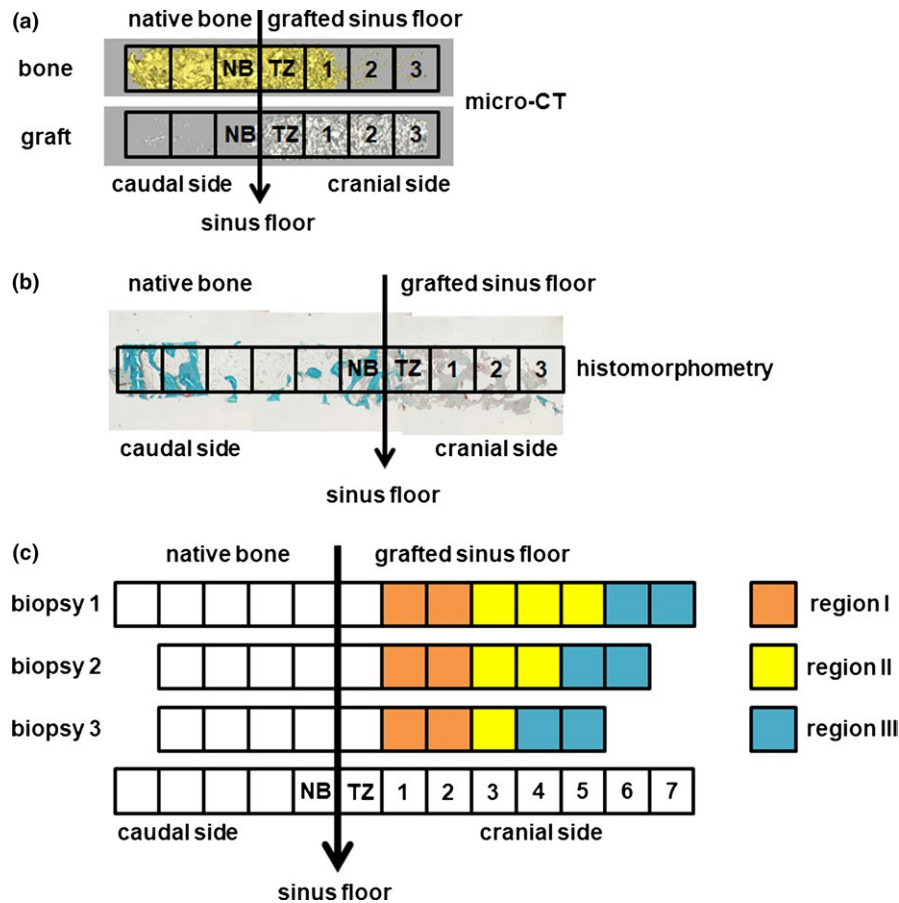 (a)
native bone grafted sinus floor
bone NB TZ 1 2 3
micro-CT
graft NB TZ 1 2 3
caudal side cranial side
sinus floor
(b)
native bone grafted sinus floor
NB TZ 1 2 3 histomorphometry
caudal side cranial side
sinus floor
(c)
native bone grafted sinus floor
biopsy 1 region I
biopsy 2 region II
biopsy 3 region III
NB TZ 1 2 3 4 5 6 7
caudal side cranial side
sinus floor